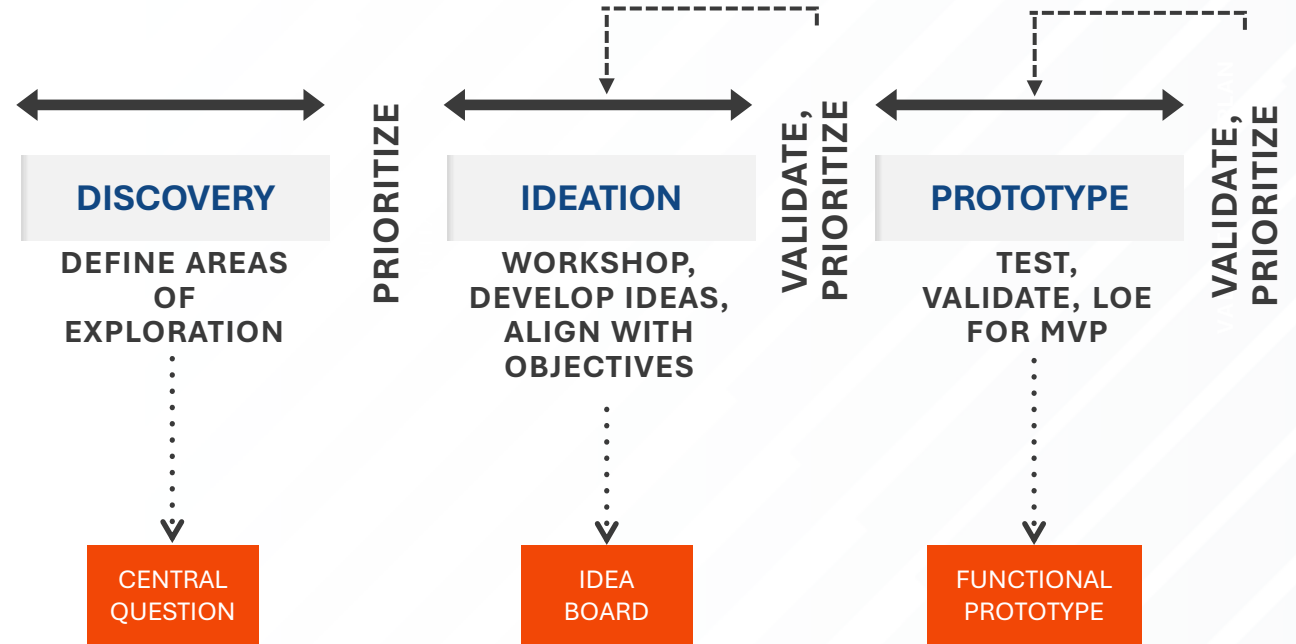 DISCOVERY
DEFINE AREAS
OF
EXPLORATION
CENTRAL
QUESTION
PRIORITIZE
IDEATION
WORKSHOP,
DEVELOP IDEAS,
ALIGN WITH
OBJECTIVES
IDEA
BOARD
VALIDATE,
PRIORITIZE
PROTOTYPE
TEST,
VALIDATE, LOE
FOR MVP
FUNCTIONAL
PROTOTYPE
VALIDATE,
PRIORITIZE